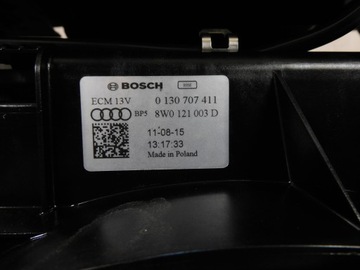 BOSCH
ECM 13V 0 130 707 411
BP5 8W0 121 003 D
11-08-15
13:17:33
Made in Poland